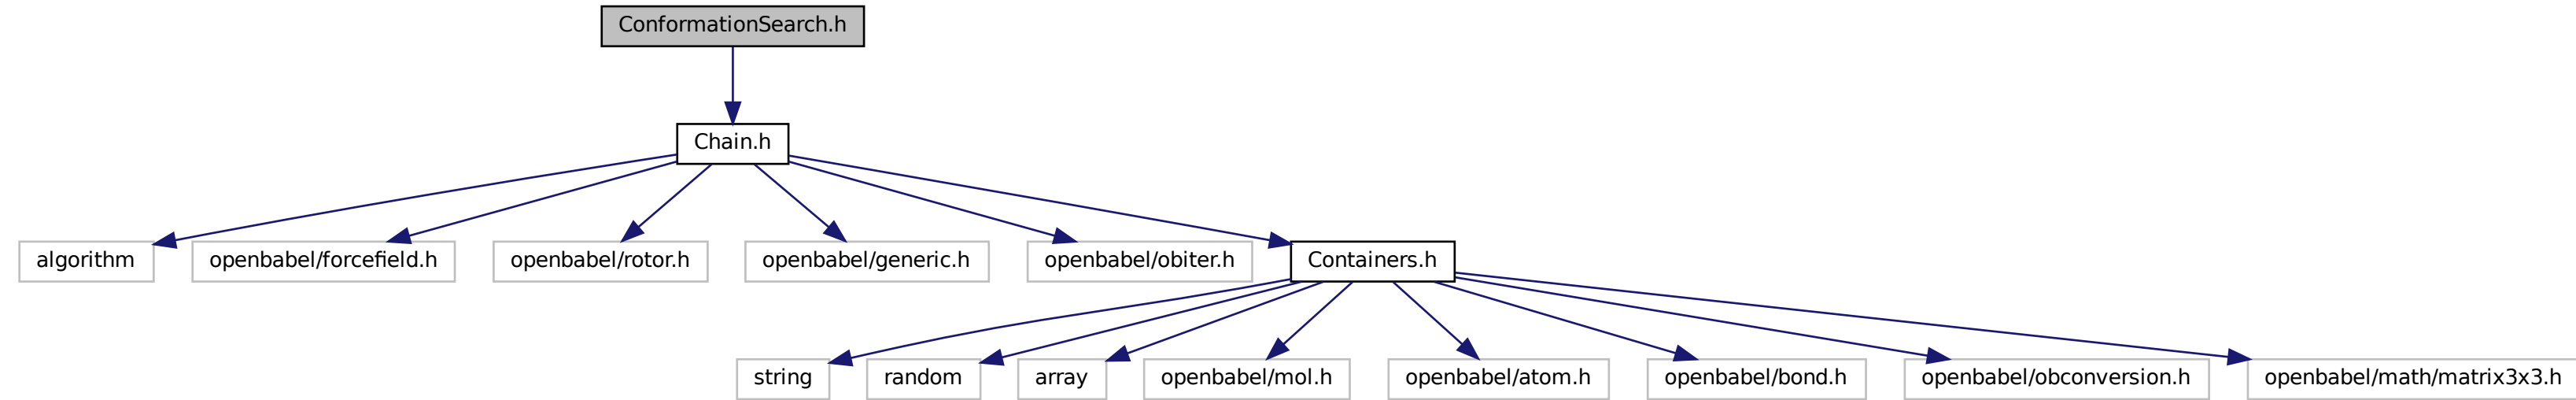 ConformationSearch.h
Chain.h
algorithm
openbabel/forcefield.h
openbabel/rotor.h
openbabel/generic.h
openbabel/obiter.h
Containers.h
string
random
array
openbabel/mol.h
openbabel/atom.h
openbabel/bond.h
openbabel/obconversion.h
openbabel/math/matrix3x3.h